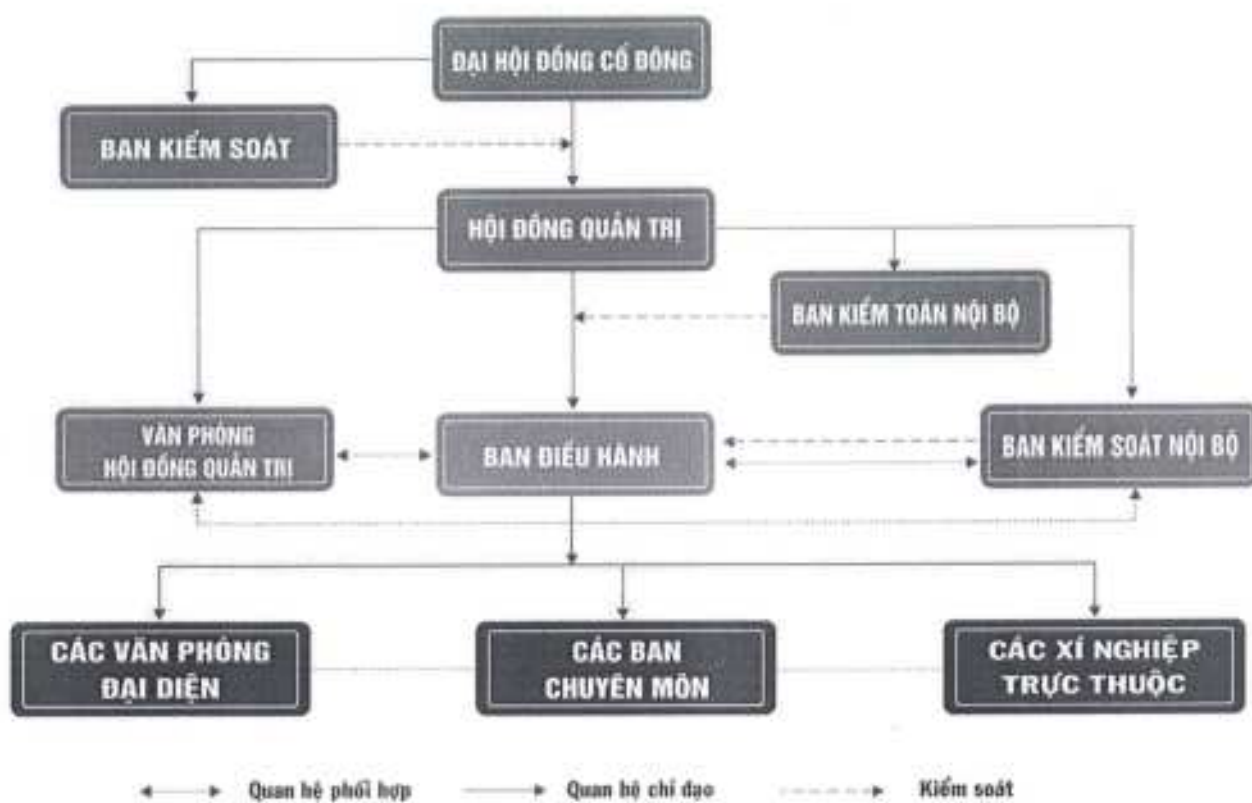 ĐẠI HỘI ĐỒNG CỔ ĐÔNG
BAN KIỂM SOÁT
HỘI ĐỒNG QUẢN TRỊ
BAN KIỂM TOÁN NỘI BỘ
VĂN PHÒNG
HỘI ĐỒNG QUẢN TRỊ
BAN ĐIỀU HÀNH
BAN KIỂM SOÁT NỘI BỘ
CÁC VĂN PHÒNG
ĐẠI DIỆN
CÁC BAN
CHUYÊN MÔN
CÁC XÍ NGHIỆP
TRỰC THUỘC
Quan hệ phối hợp
Quan hệ chỉ đạo
Kiểm soát